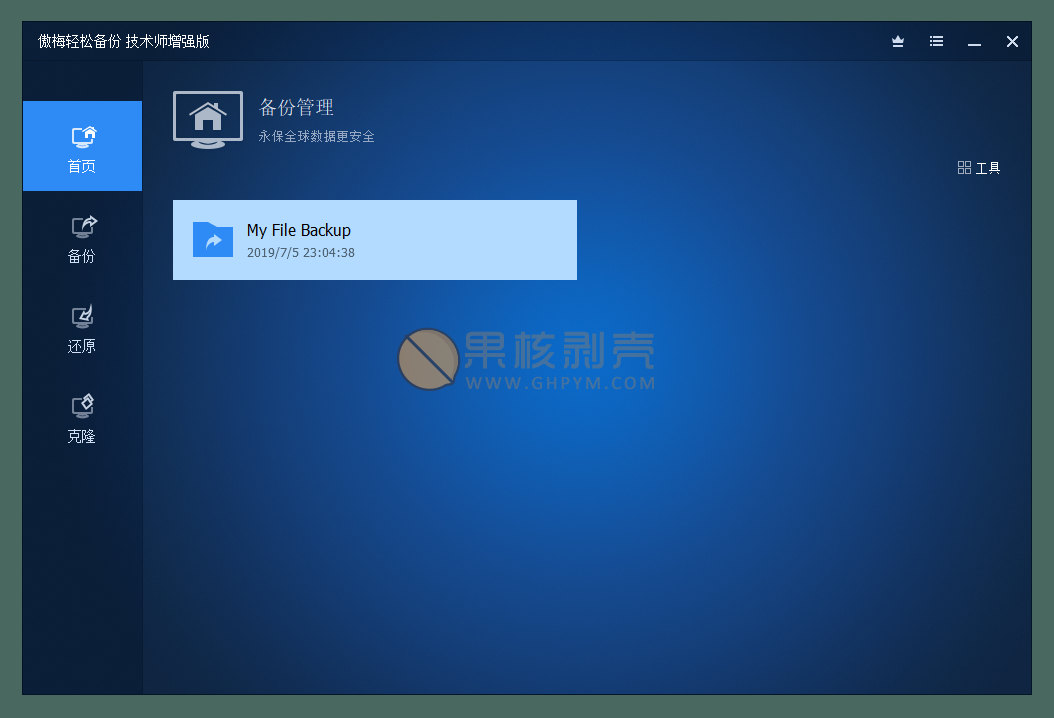 傲梅轻松备份 技术师增强版
首页
备份
还原
克隆
备份管理
永保全球数据更安全
工具
My File Backup
2019/7/5 23:04:38
果核剥壳
WWW.GHPYM.COM